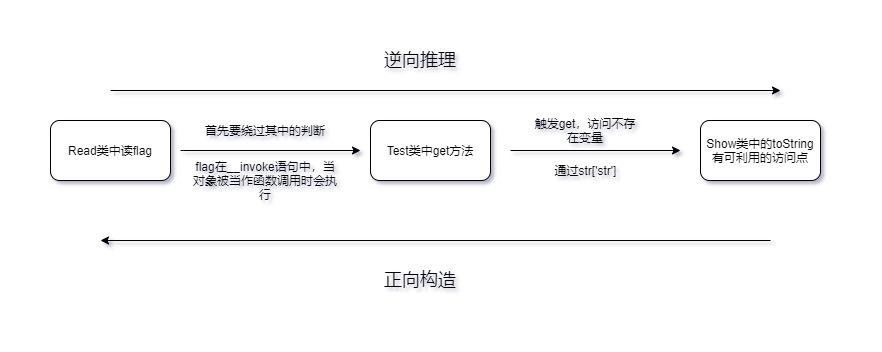 逆向推理
Read类中读flag
首先要绕过其中的判断
flag在__invoke语句中，当
对象被当作函数调用时会执
行
Test类中get方法
触发get，访问不存
在变量
通过str['str']
Show类中的toString
有可利用的访问点
正向构造